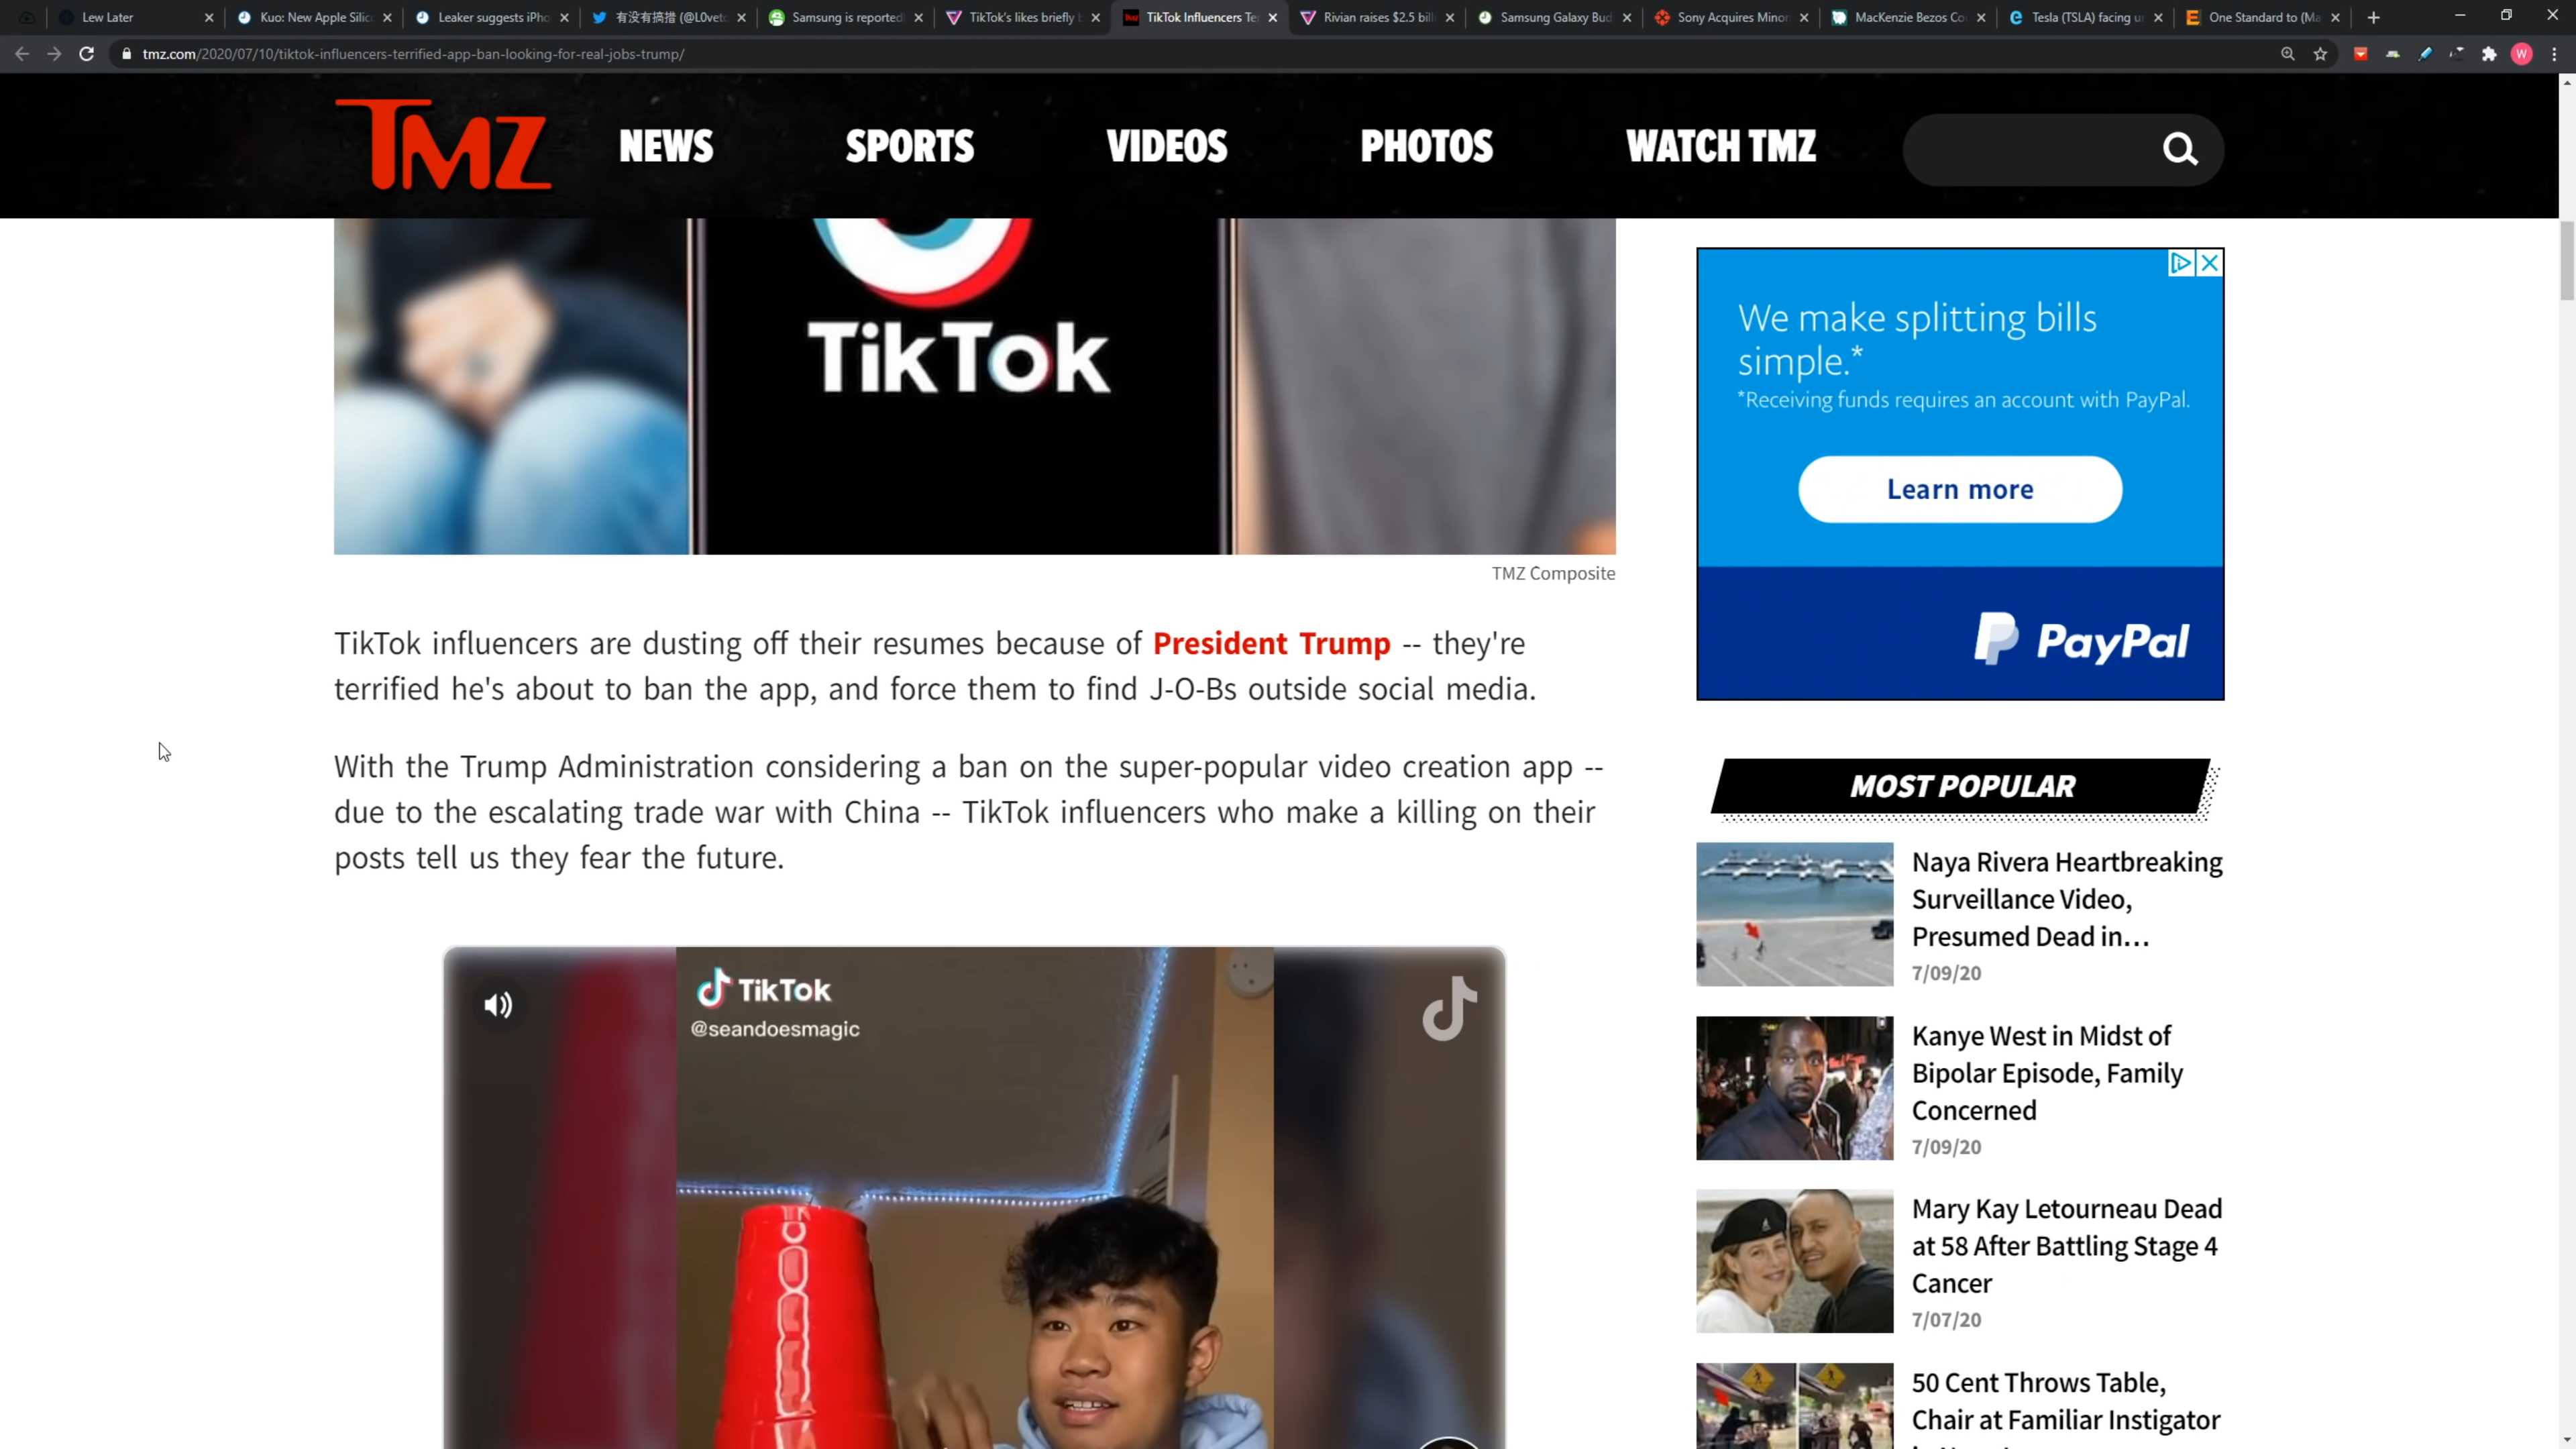 Lew Later
Kuo: New Apple Silic
Leaker suggests iPho
有没有搞措 (@L0vetc
Samsung is reported
TikTok's likes briefly b
TikTok Influencers Te
Rivian raises $2.5 bill
Samsung Galaxy Bud
Sony Acquires Minor
MacKenzie Bezos Co
Tesla (TSLA) facing u
One Standard to (Ma
tmz.com/2020/07/10/tiktok-influencers-terrified-app-ban-looking-for-real-jobs-trump/
W
TMZ
NEWS
SPORTS
VIDEOS
PHOTOS
WATCH TMZ
TikTok
TMZ Composite
TikTok influencers are dusting off their resumes because of President Trump -- they're
terrified he's about to ban the app, and force them to find J-O-Bs outside social media.
With the Trump Administration considering a ban on the super-popular video creation app --
due to the escalating trade war with China -- TikTok influencers who make a killing on their
posts tell us they fear the future.
TikTok
@seandoesmagic
SOLO
We make splitting bills
simple.*
*Receiving funds requires an account with PayPal.
Learn more
PayPal
MOST POPULAR
Naya Rivera Heartbreaking
Surveillance Video,
Presumed Dead in...
7/09/20
Kanye West in Midst of
Bipolar Episode, Family
Concerned
7/09/20
Mary Kay Letourneau Dead
at 58 After Battling Stage 4
Cancer
7/07/20
50 Cent Throws Table,
Chair at Familiar Instigator